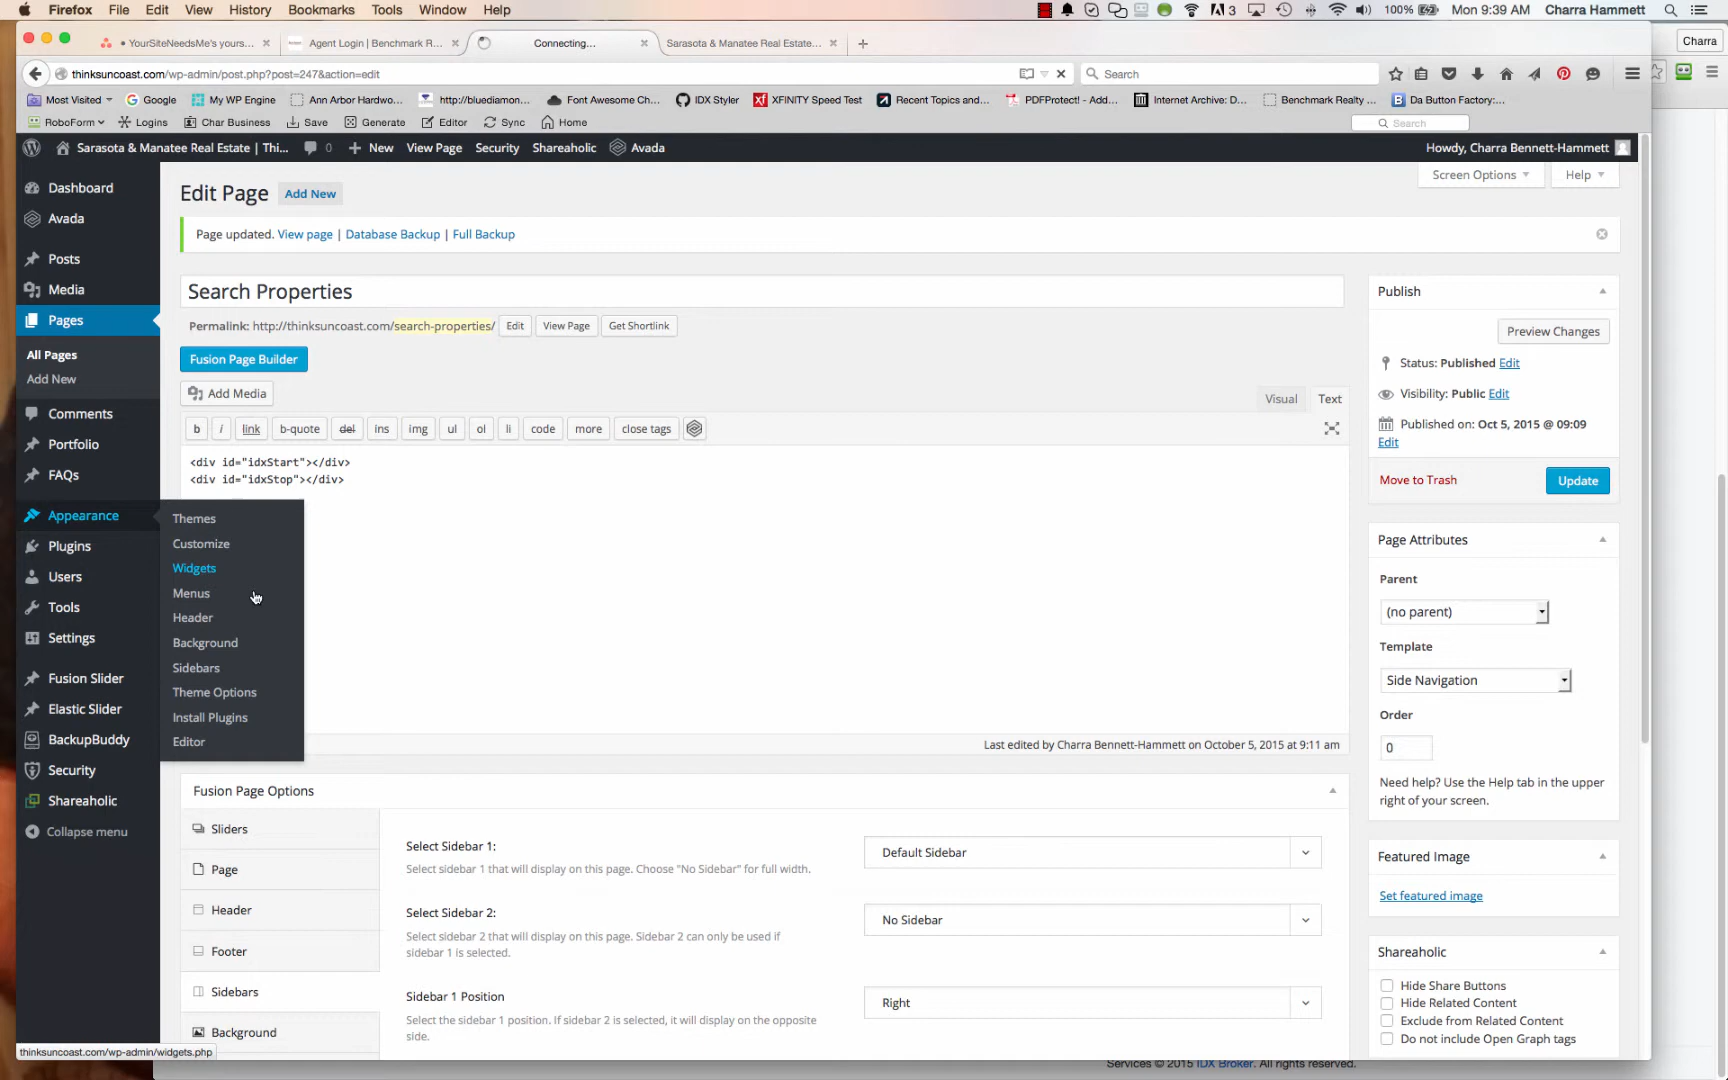 Firefox File Edit View History Bookmarks Tools Window Help 3 100% Mon 9:39 AM Charra Hammett
Charra
• YourSiteNeedsMe's yours... Agent Login | Benchmark R... Connecting... Sarasota & Manatee Real Estate...
thinksuncoast.com/wp-admin/post.php?post=247&action=edit Search
Most Visited Google My WP Engine Ann Arbor Hardwo... http://bluediamon... Font Awesome Ch... IDX Styler XFINITY Speed Test Recent Topics and... PDFProtect! - Add... Internet Archive: D... Benchmark Realty ... Da Button Factory:...
RoboForm Logins Char Business Save Generate Editor Sync Home Search
Sarasota & Manatee Real Estate | Thi... 0 New View Page Security Shareaholic Avada Howdy, Charra Bennett-Hammett
Screen Options Help
Dashboard
Avada
Posts
Media
Pages
All Pages
Add New
Comments
Portfolio
FAQs
Appearance
Plugins
Users
Tools
Settings
Fusion Slider
Elastic Slider
BackupBuddy
Security
Shareaholic
Collapse menu
Themes
Customize
Widgets
Menus
Header
Background
Sidebars
Theme Options
Install Plugins
Editor
Edit Page Add New
Page updated. View page | Database Backup | Full Backup
Search Properties
Permalink: http://thinksuncoast.com/search-properties/ Edit View Page Get Shortlink
Fusion Page Builder
Add Media
Visual Text
b i link b-quote del ins img ul ol li code more close tags
<div id="idxStart"></div>
<div id="idxStop"></div>
Last edited by Charra Bennett-Hammett on October 5, 2015 at 9:11 am
Fusion Page Options
Sliders
Page
Header
Footer
Sidebars
Background
Select Sidebar 1:
Select sidebar 1 that will display on this page. Choose "No Sidebar" for full width.
Default Sidebar
Select Sidebar 2:
Select sidebar 2 that will display on this page. Sidebar 2 can only be used if
sidebar 1 is selected.
No Sidebar
Sidebar 1 Position
Select the sidebar 1 position. If sidebar 2 is selected, it will display on the opposite
side.
Right
Publish
Preview Changes
Status: Published Edit
Visibility: Public Edit
Published on: Oct 5, 2015 @ 09:09
Edit
Move to Trash Update
Page Attributes
Parent
(no parent)
Template
Side Navigation
Order
0
Need help? Use the Help tab in the upper
right of your screen.
Featured Image
Set featured image
Shareaholic
Hide Share Buttons
Hide Related Content
Exclude from Related Content
Do not include Open Graph tags
thinksuncoast.com/wp-admin/widgets.php
Services © 2015 IDX Broker. All rights reserved.